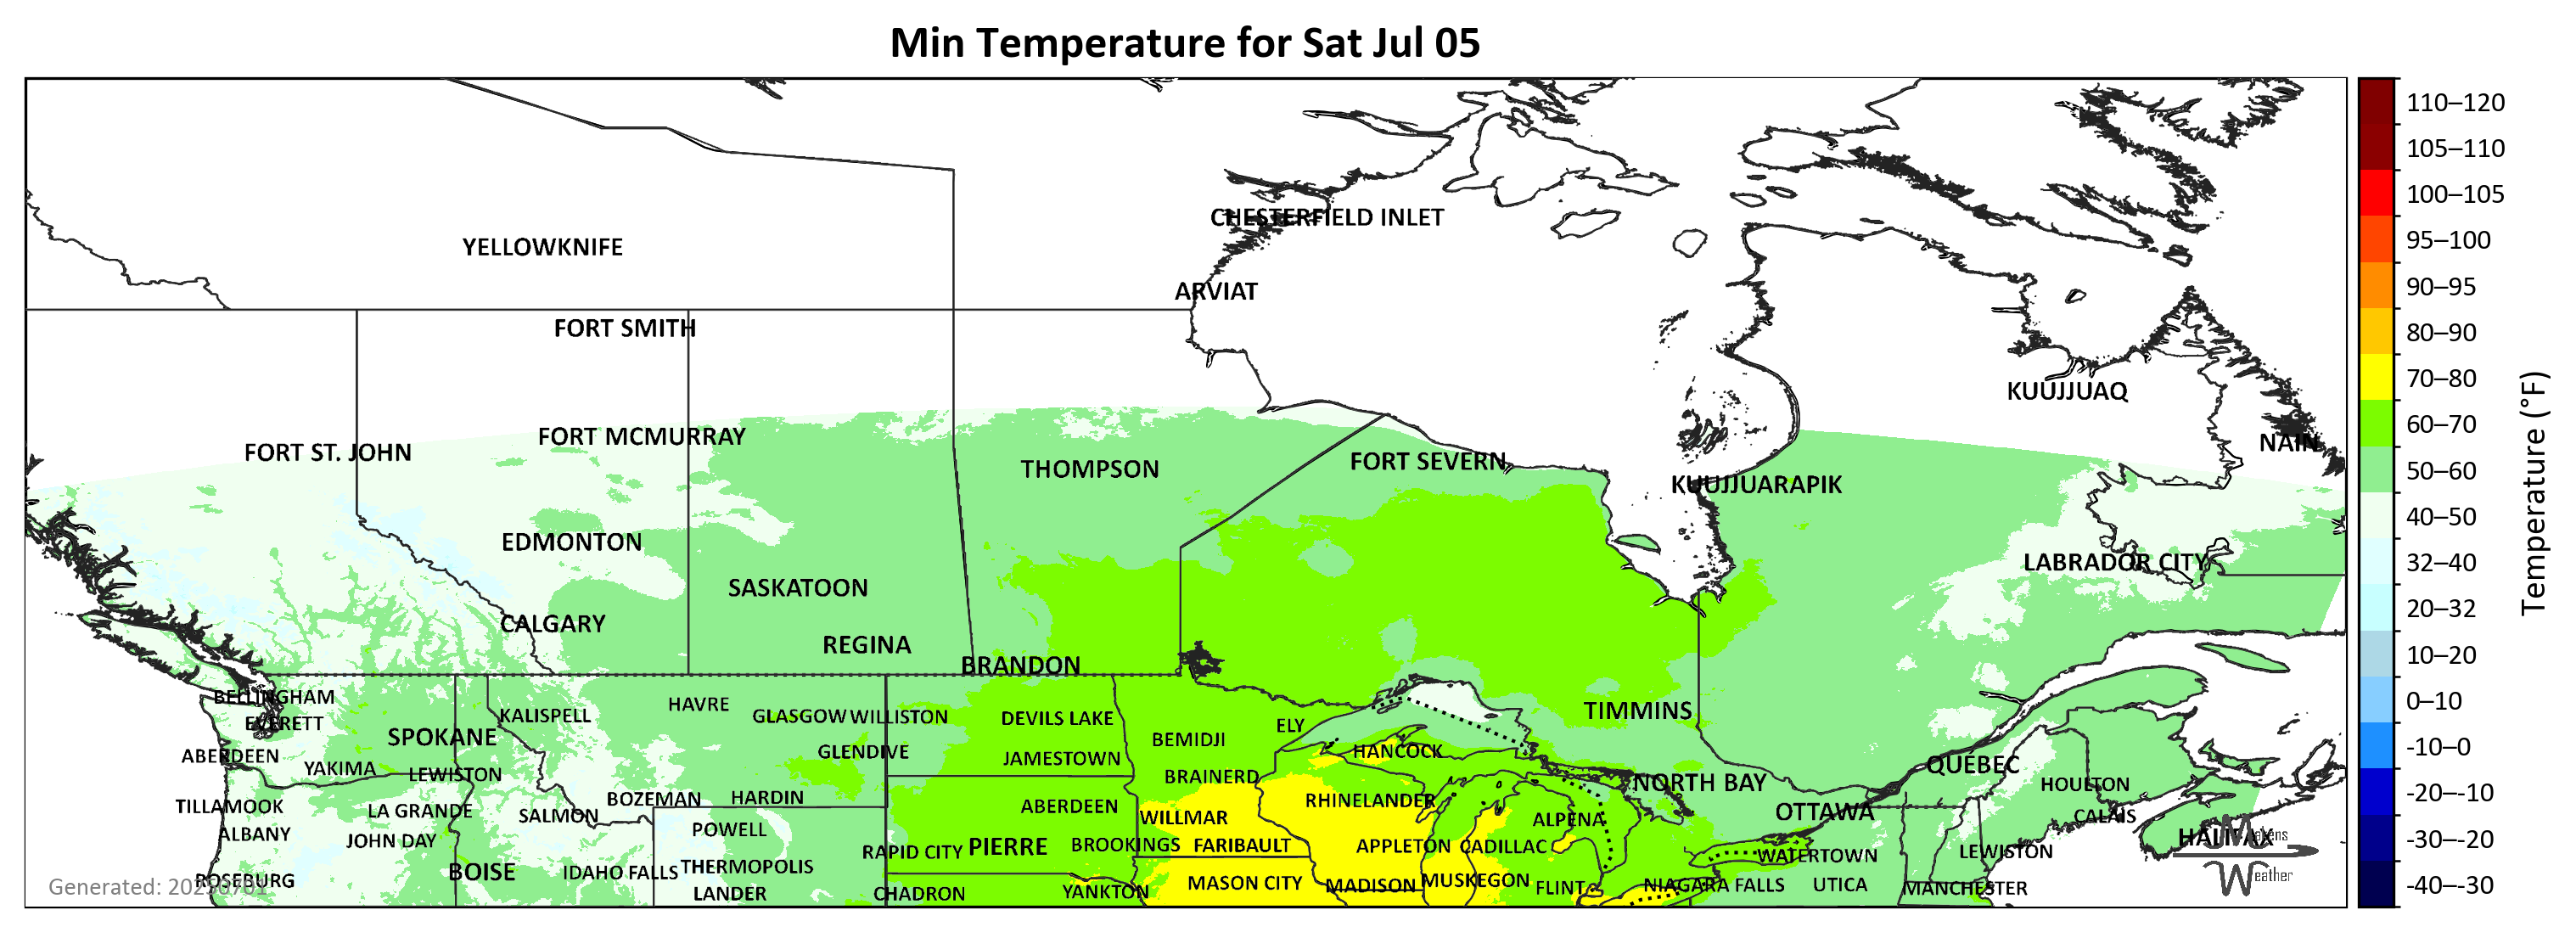 Min Temperature for Sat Jul 05
110–120
105–110
100–105
95–100
90–95
80–90
70–80
60–70
50–60
40–50
32–40
20–32
10–20
0–10
-10–0
-20–-10
-30–-20
-40–-30
Temperature (°F)
CHESTERFIELD INLET
YELLOWKNIFE
ARVIAT
FORT SMITH
KUUJJUAQ
FORT MCMURRAY
NAIN
FORT ST. JOHN
FORT SEVERN
THOMPSON
KUUJJUARAPIK
EDMONTON
LABRADOR CITY
SASKATOON
CALGARY
REGINA
BRANDON
BELLINGHAM
HAVRE
TIMMINS
KALISPELL
GLASGOW
WILLISTON
DEVILS LAKE
EVERETT
ELY
SPOKANE
BEMIDJI
GLENDIVE
HANCOCK
ABERDEEN
JAMESTOWN
QUÉBEC
YAKIMA
LEWISTON
BRAINERD
NORTH BAY
HOULTON
BOZEMAN
HARDIN
RHINELANDER
TILLAMOOK
ABERDEEN
LA GRANDE
OTTAWA
SALMON
CALAIS
WILLMAR
ALPENA
POWELL
ALBANY
HALIFAX
Makens
JOHN DAY
BROOKINGS
FARIBAULT
APPLETON
CADILLAC
PIERRE
RAPID CITY
LEWISTON
WATERTOWN
THERMOPOLIS
BOISE
IDAHO FALLS
Weather
ROSEBURG
MUSKEGON
MASON CITY
MADISON
NIAGARA FALLS
UTICA
FLINT
MANCHESTER
YANKTON
LANDER
CHADRON
Generated: 20250701